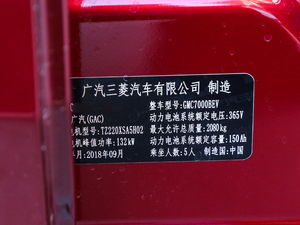 广汽三菱汽车有限公司 制造
整车型号: GMC7000BEV
广汽(GAC) 动力电池系统额定电压: 365V
机型号: TZ220XSA5H02 最大允许总质量: 2080kg
机峰值功率: 132kW 动力电池系统额定容量: 150Ah
月: 2018年09月 乘坐人数: 5人 制造国: 中国